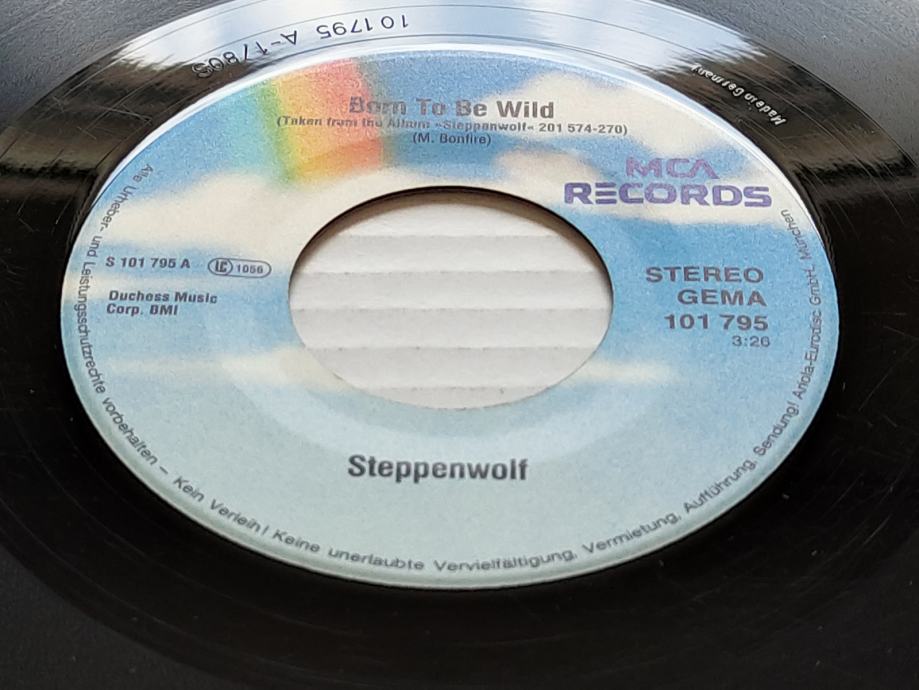 101795 A-1/80S
Made in Germany
Born To Be Wild
(Taken from the Album »Steppenwolf« 201 574-270)
(M. Bonfire)
MCA
RECORDS
S 101 795 A
LC 1056
Duchess Music
Corp. BMI
STEREO
GEMA
101 795
3:26
Steppenwolf
Alle Urheber- und Leistungsschutzrechte vorbehalten – Kein Verleih! Keine unerlaubte Vervielfältigung, Vermietung, Aufführung, Sendung! Ariola-Eurodisc GmbH., München